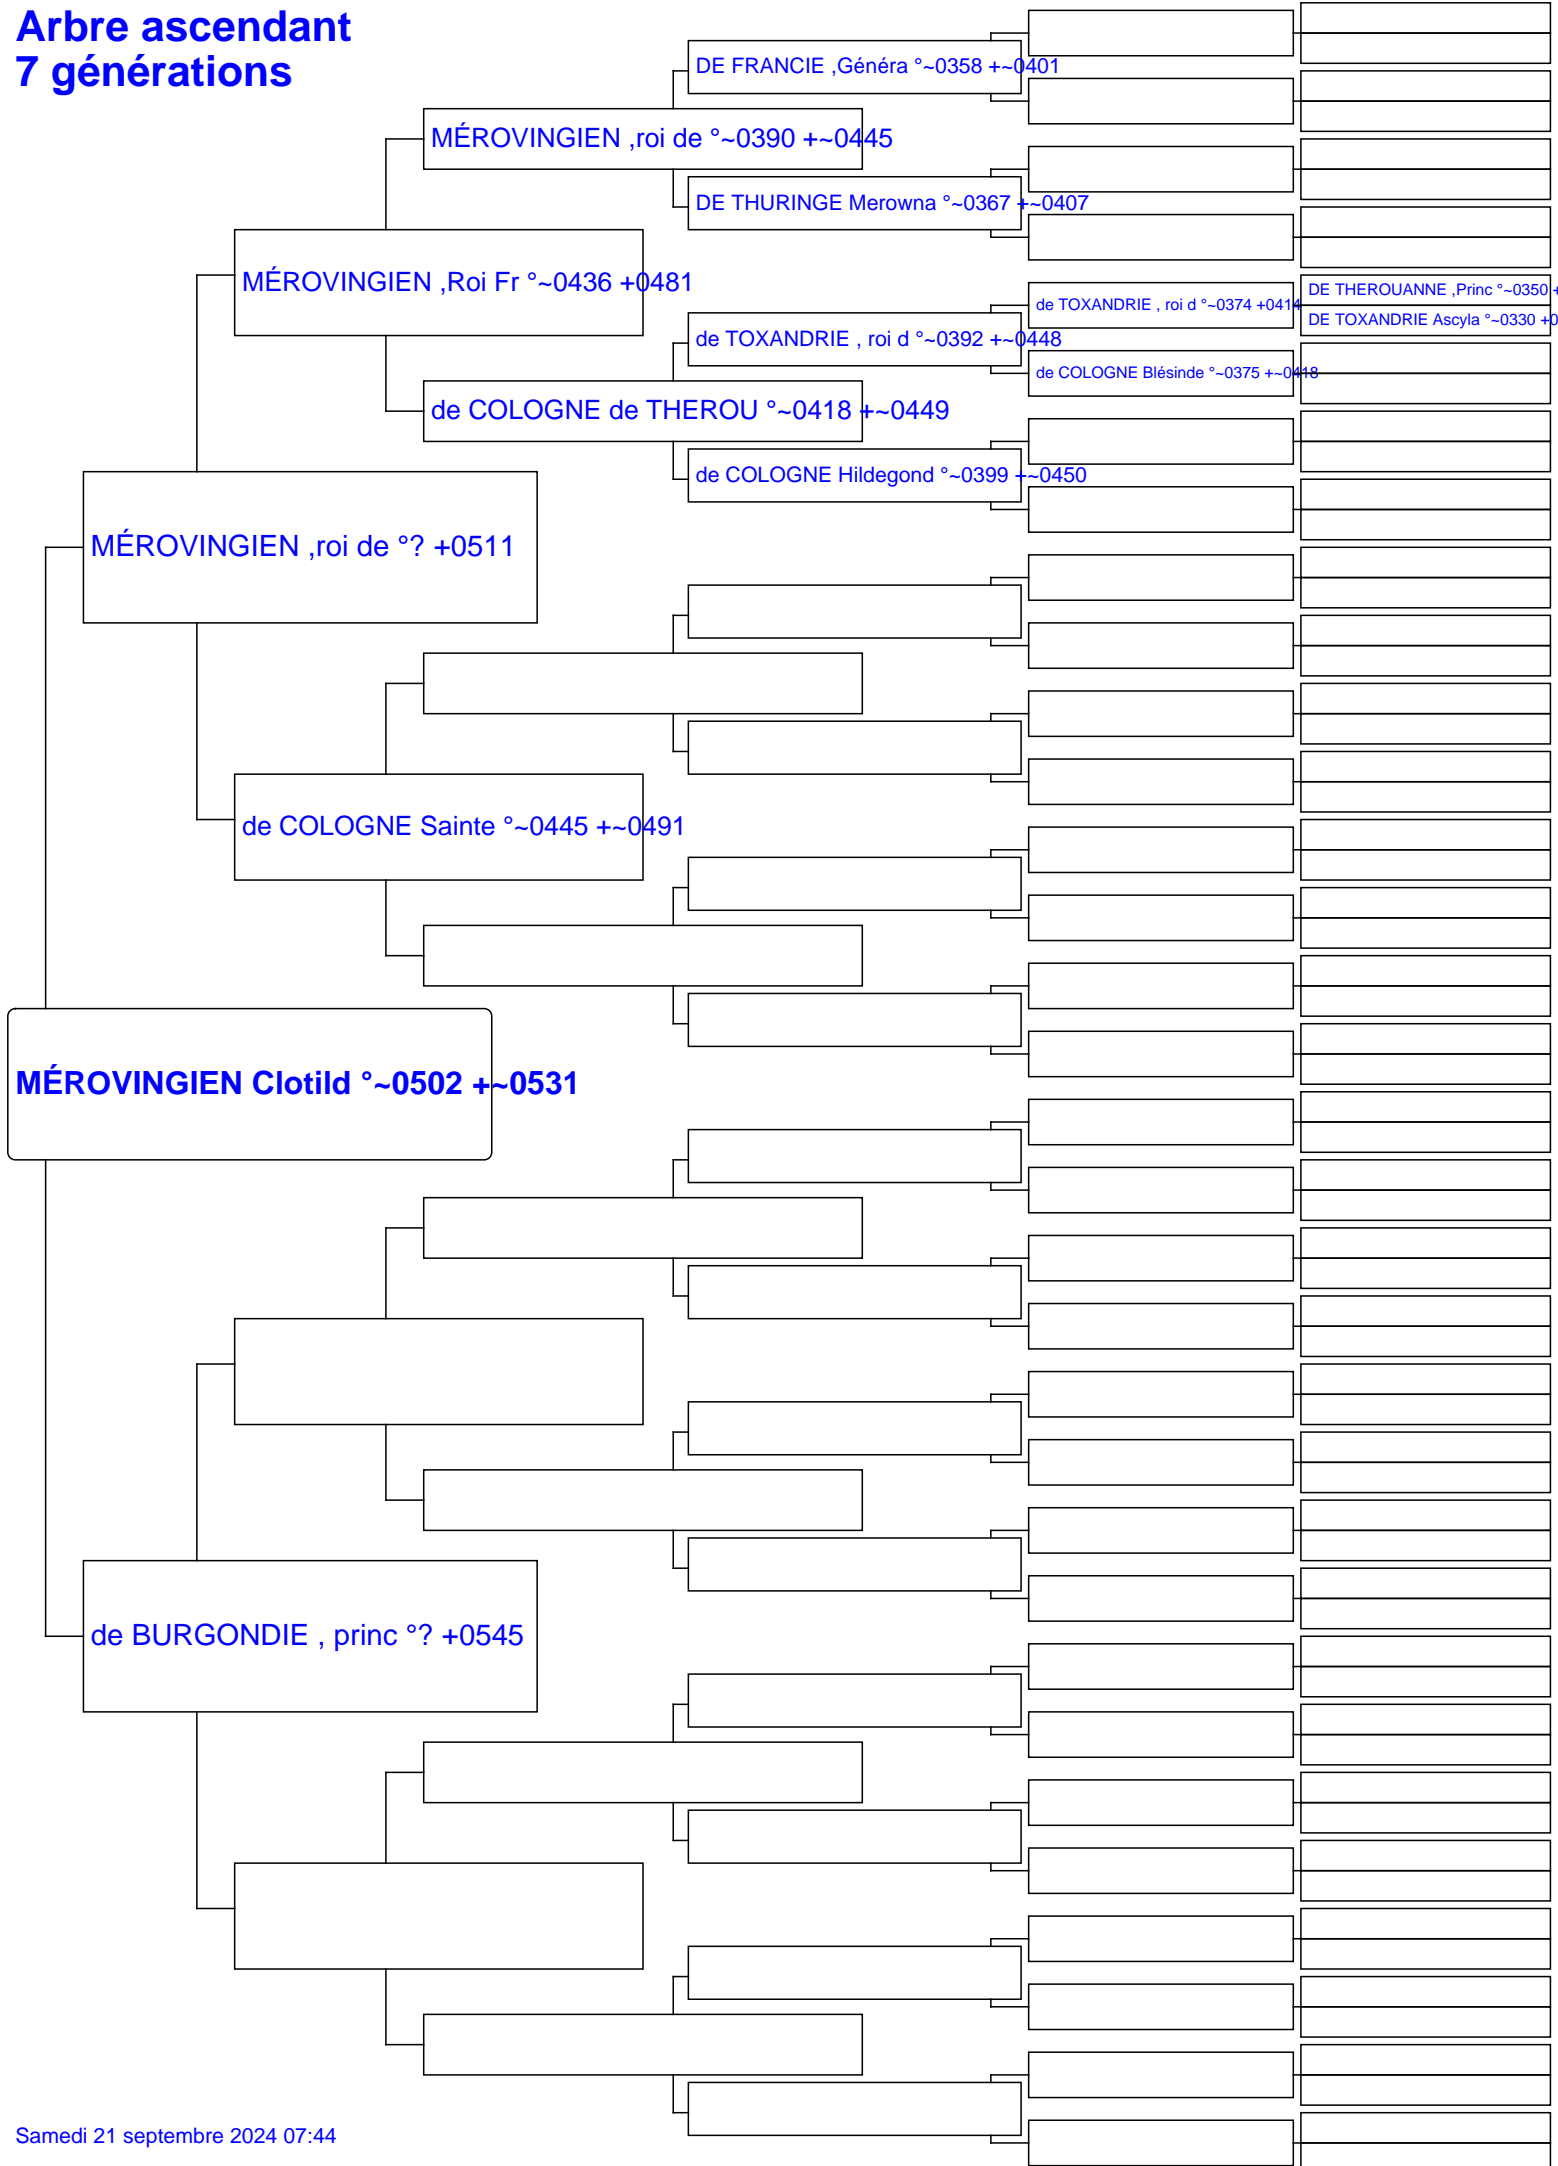 Arbre ascendant
7 générations
DE FRANCIE ,Généra °~0358 +~0401
MÉROVINGIEN ,roi de °~0390 +~0445
DE THURINGE Merowna °~0367 +~0407
MÉROVINGIEN ,Roi Fr °~0436 +0481
DE THEROUANNE ,Princ °~0350 +
de TOXANDRIE , roi d °~0374 +0414
DE TOXANDRIE Ascyla °~0330 +0
de TOXANDRIE , roi d °~0392 +~0448
de COLOGNE Blésinde °~0375 +~0418
de COLOGNE de THEROU °~0418 +~0449
de COLOGNE Hildegond °~0399 +~0450
MÉROVINGIEN ,roi de °? +0511
de COLOGNE Sainte °~0445 +~0491
MÉROVINGIEN Clotild °~0502 +~0531
de BURGONDIE , princ °? +0545
Samedi 21 septembre 2024 07:44